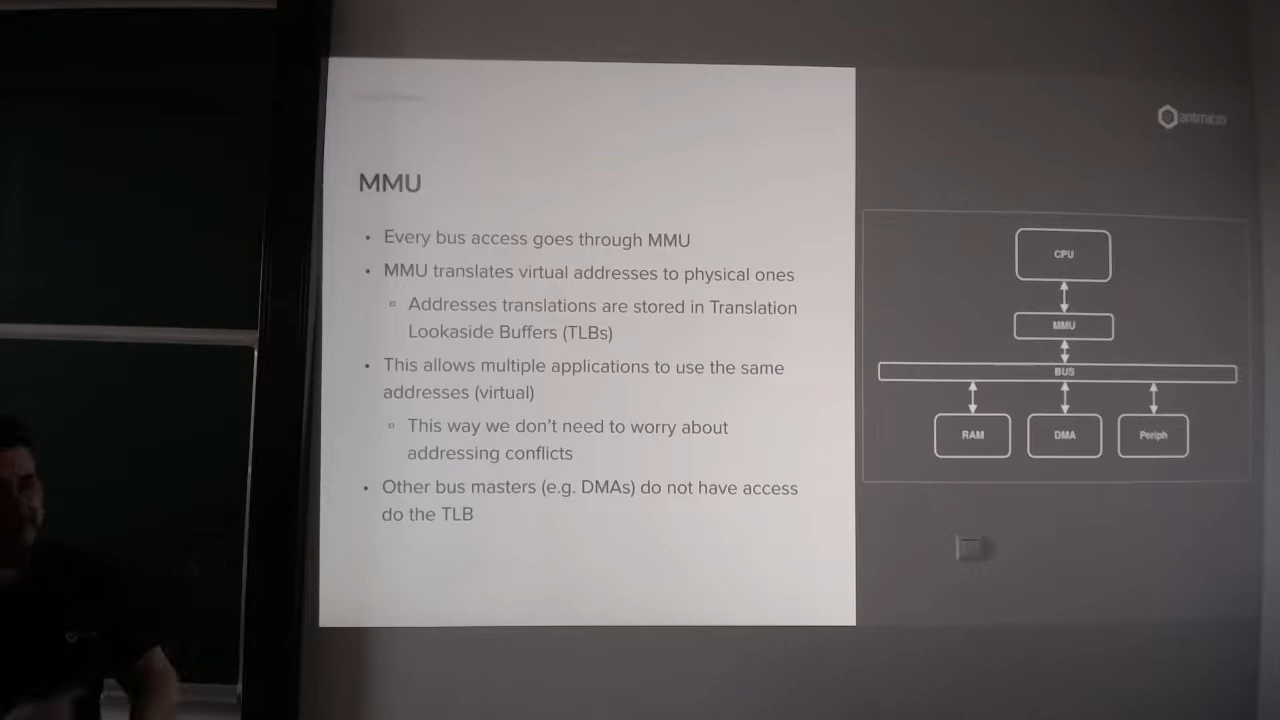 antmicro
MMU
• Every bus access goes through MMU
• MMU translates virtual addresses to physical ones
▫ Addresses translations are stored in Translation
Lookaside Buffers (TLBs)
• This allows multiple applications to use the same
addresses (virtual)
▫ This way we don't need to worry about
addressing conflicts
• Other bus masters (e.g. DMAs) do not have access
do the TLB
CPU
MMU
BUS
RAM
DMA
Periph